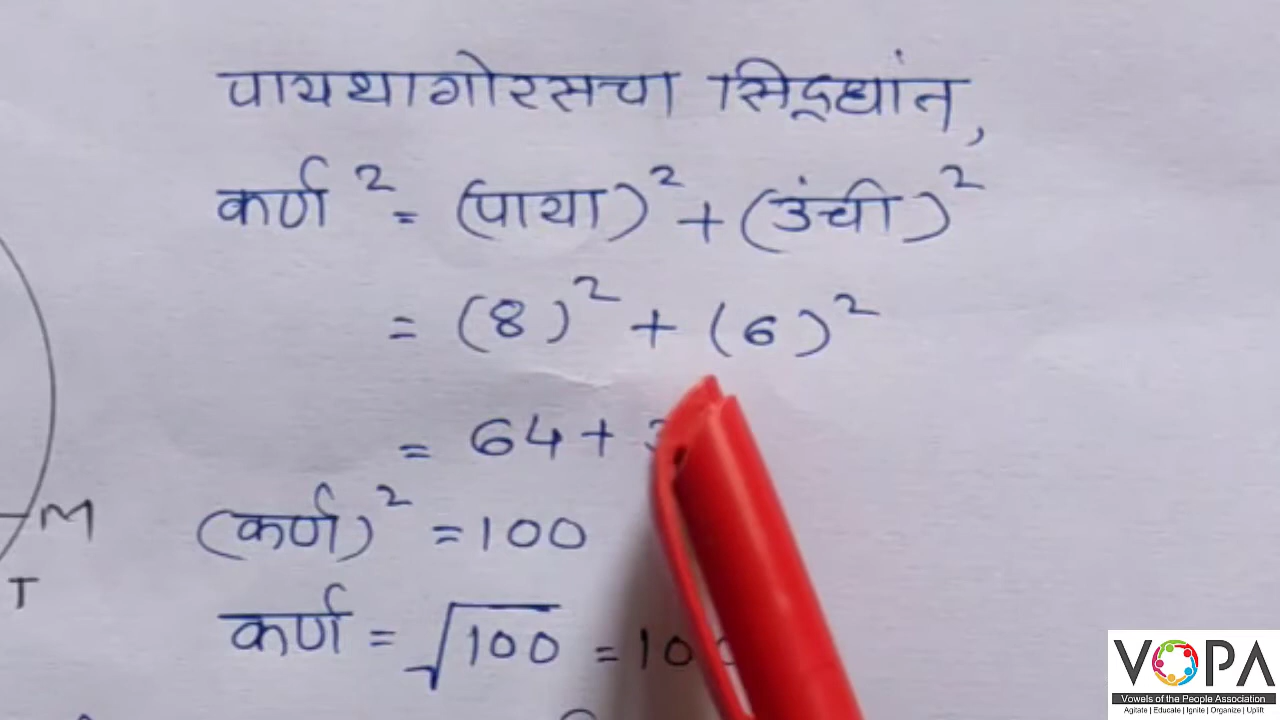 पायथागोरसचा सिद्धांत,
कर्ण ² = (पाया)² + (उंची)²
= (8)² + (6)²
= 64 +
(कर्ण)² = 100
कर्ण = √100 = 10
M
T
VOPA
Vowels of the People Association
Agitate | Educate | Ignite | Organize | Uplift